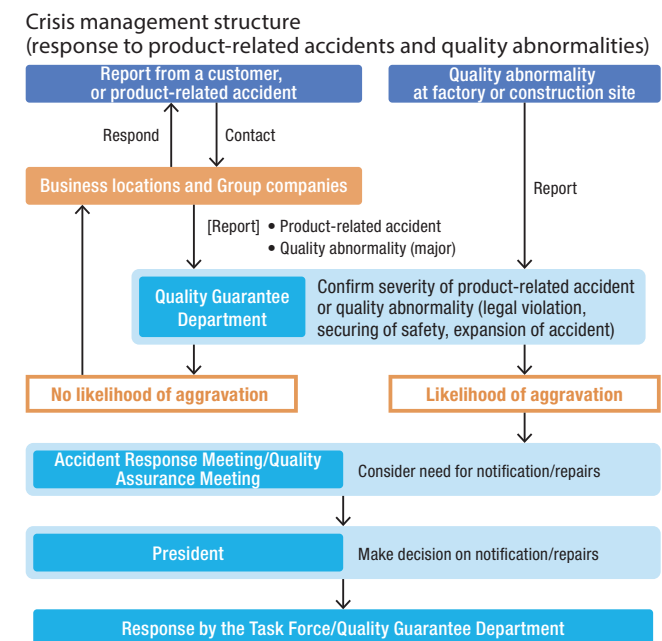 Crisis management structure
(response to product-related accidents and quality abnormalities)
Report from a customer,
or product-related accident
Quality abnormality
at factory or construction site
Respond
Contact
Business locations and Group companies
Report
[Report] • Product-related accident
• Quality abnormality (major)
Quality Guarantee
Department
Confirm severity of product-related accident
or quality abnormality (legal violation,
securing of safety, expansion of accident)
No likelihood of aggravation
Likelihood of aggravation
Accident Response Meeting/Quality
Assurance Meeting
Consider need for notification/repairs
President
Make decision on notification/repairs
Response by the Task Force/Quality Guarantee Department